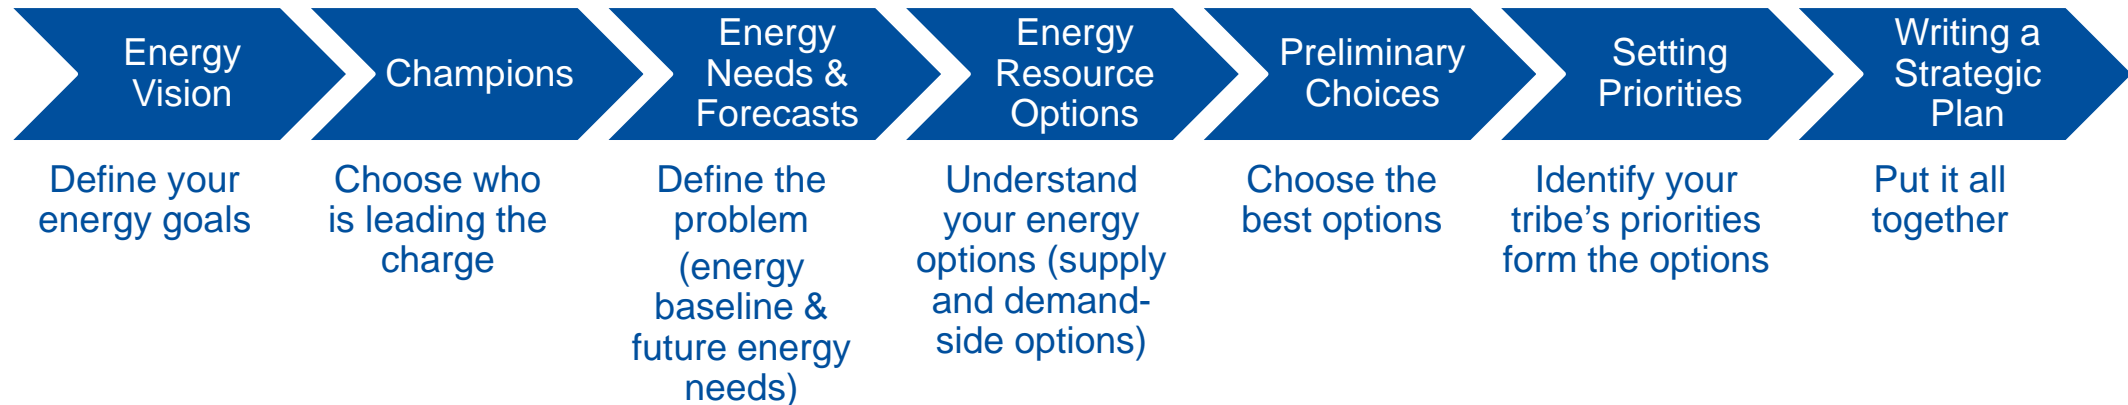 Energy
Vision
Champions
Energy
Needs &
Forecasts
Energy
Resource
Options
Preliminary
Choices
Setting
Priorities
Writing a
Strategic
Plan
Define your
energy goals
Choose who
is leading the
charge
Define the
problem
(energy
baseline &
future energy
needs)
Understand
your energy
options (supply
and demand-
side options)
Choose the
best options
Identify your
tribe’s priorities
form the options
Put it all
together